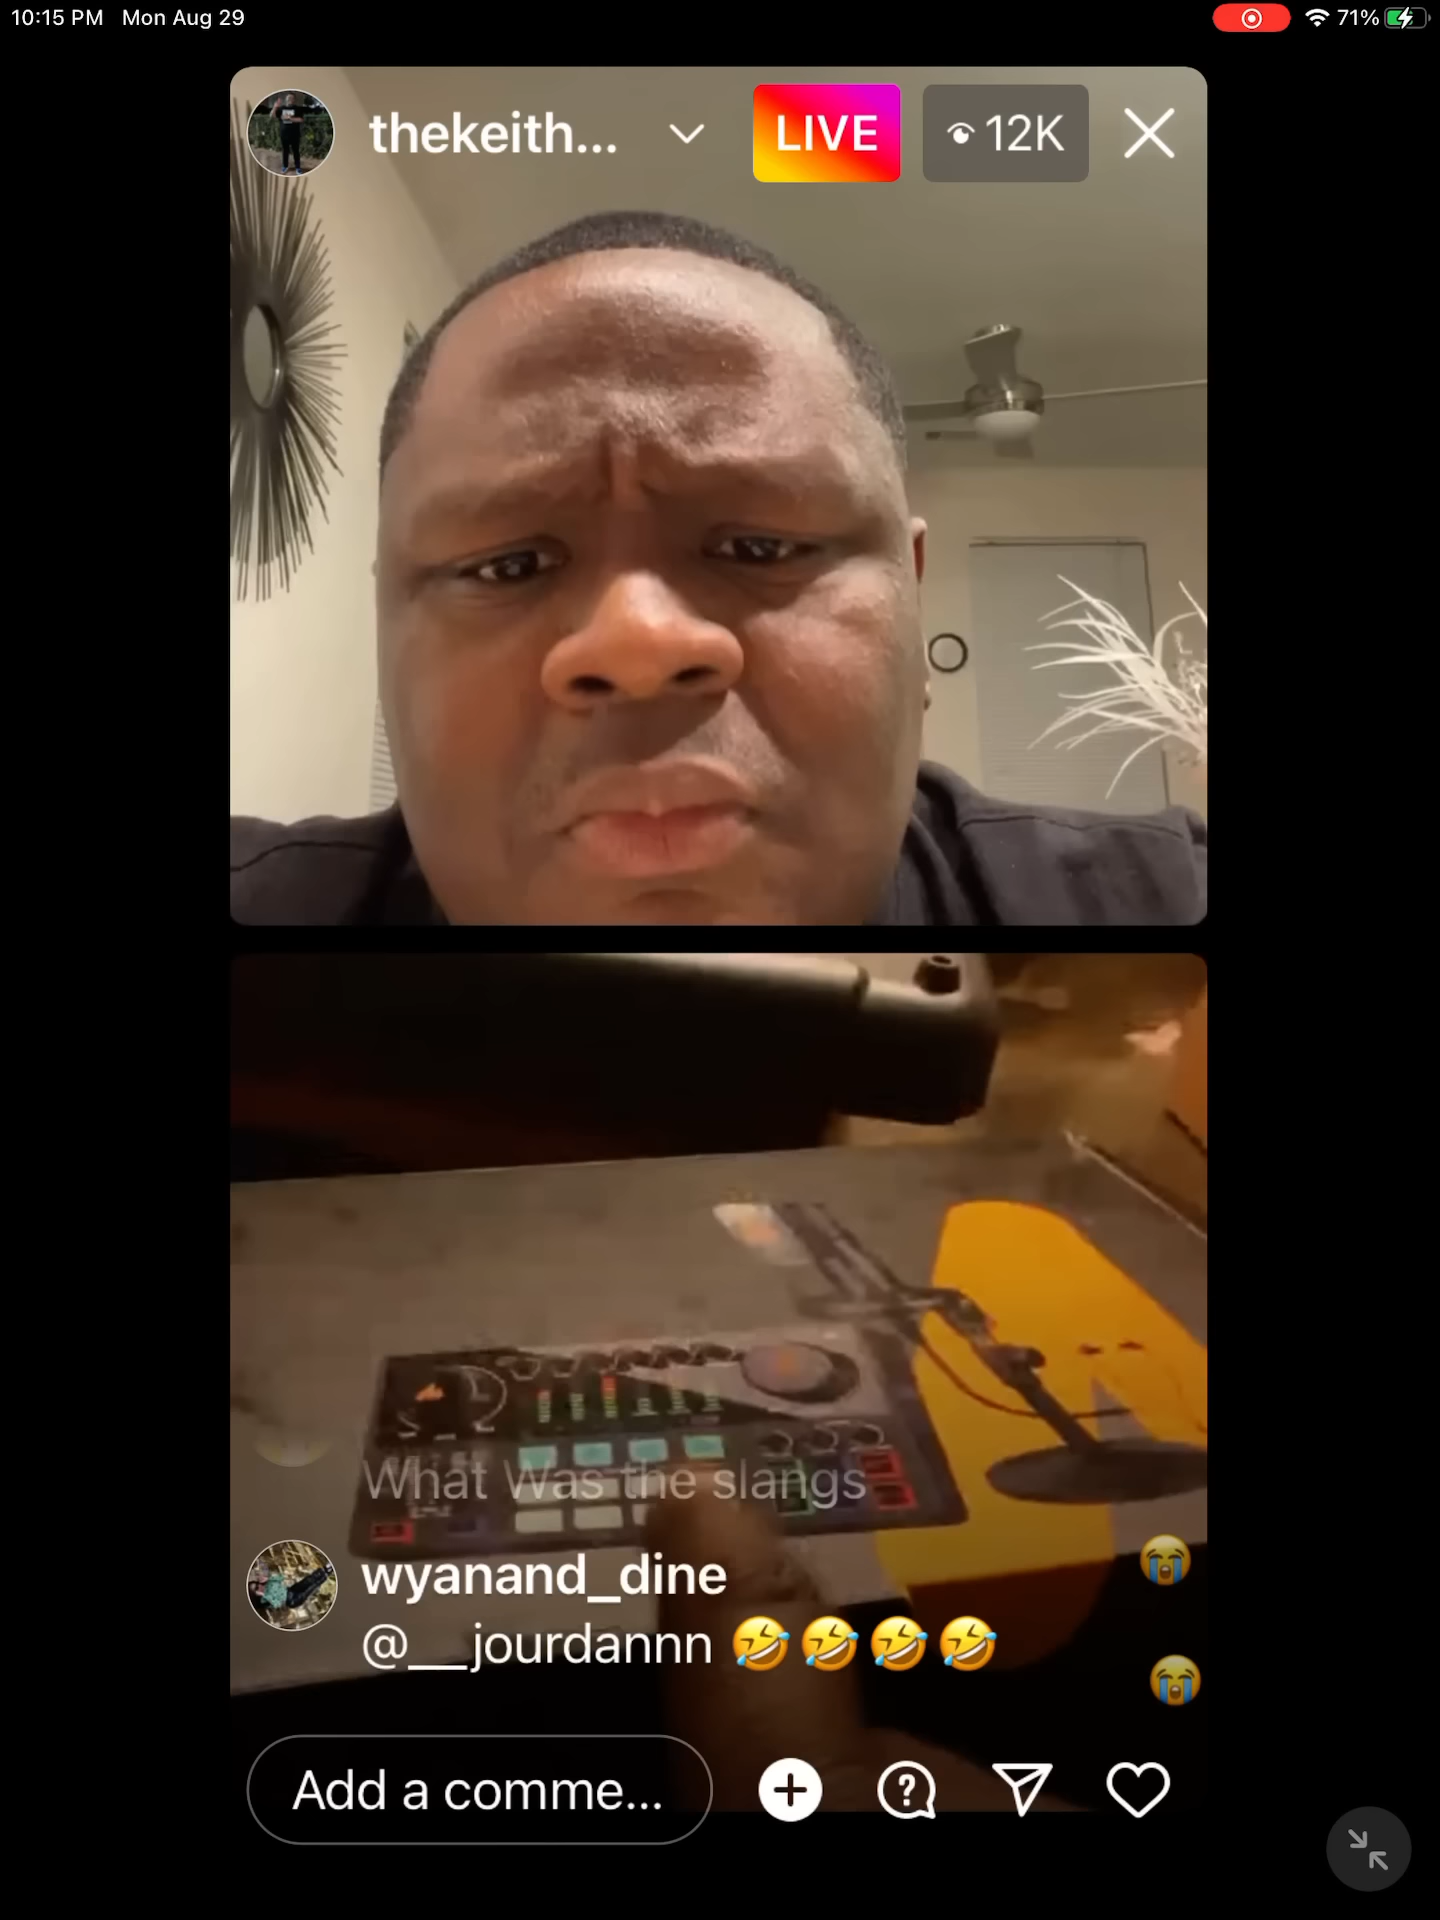 10:15 PM Mon Aug 29
71%
thekeith...
LIVE
12K
What Was the slangs
wyanand_dine
@__jourdannn 🤣🤣🤣🤣
Add a comme...